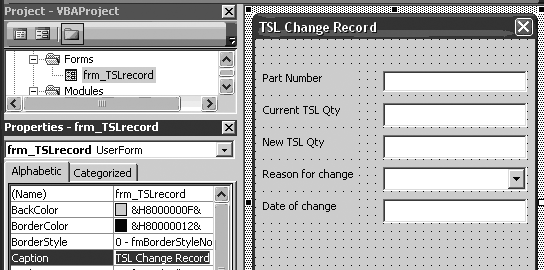 Project - VBAProject
Forms
frm_TSLrecord
Modules
Properties - frm_TSLrecord
frm_TSLrecord UserForm
Alphabetic Categorized
(Name) frm_TSLrecord
BackColor &H8000000F&
BorderColor &H80000012&
BorderStyle 0 - fmBorderStyleNo
Caption TSL Change Record
TSL Change Record
Part Number
Current TSL Qty
New TSL Qty
Reason for change
Date of change